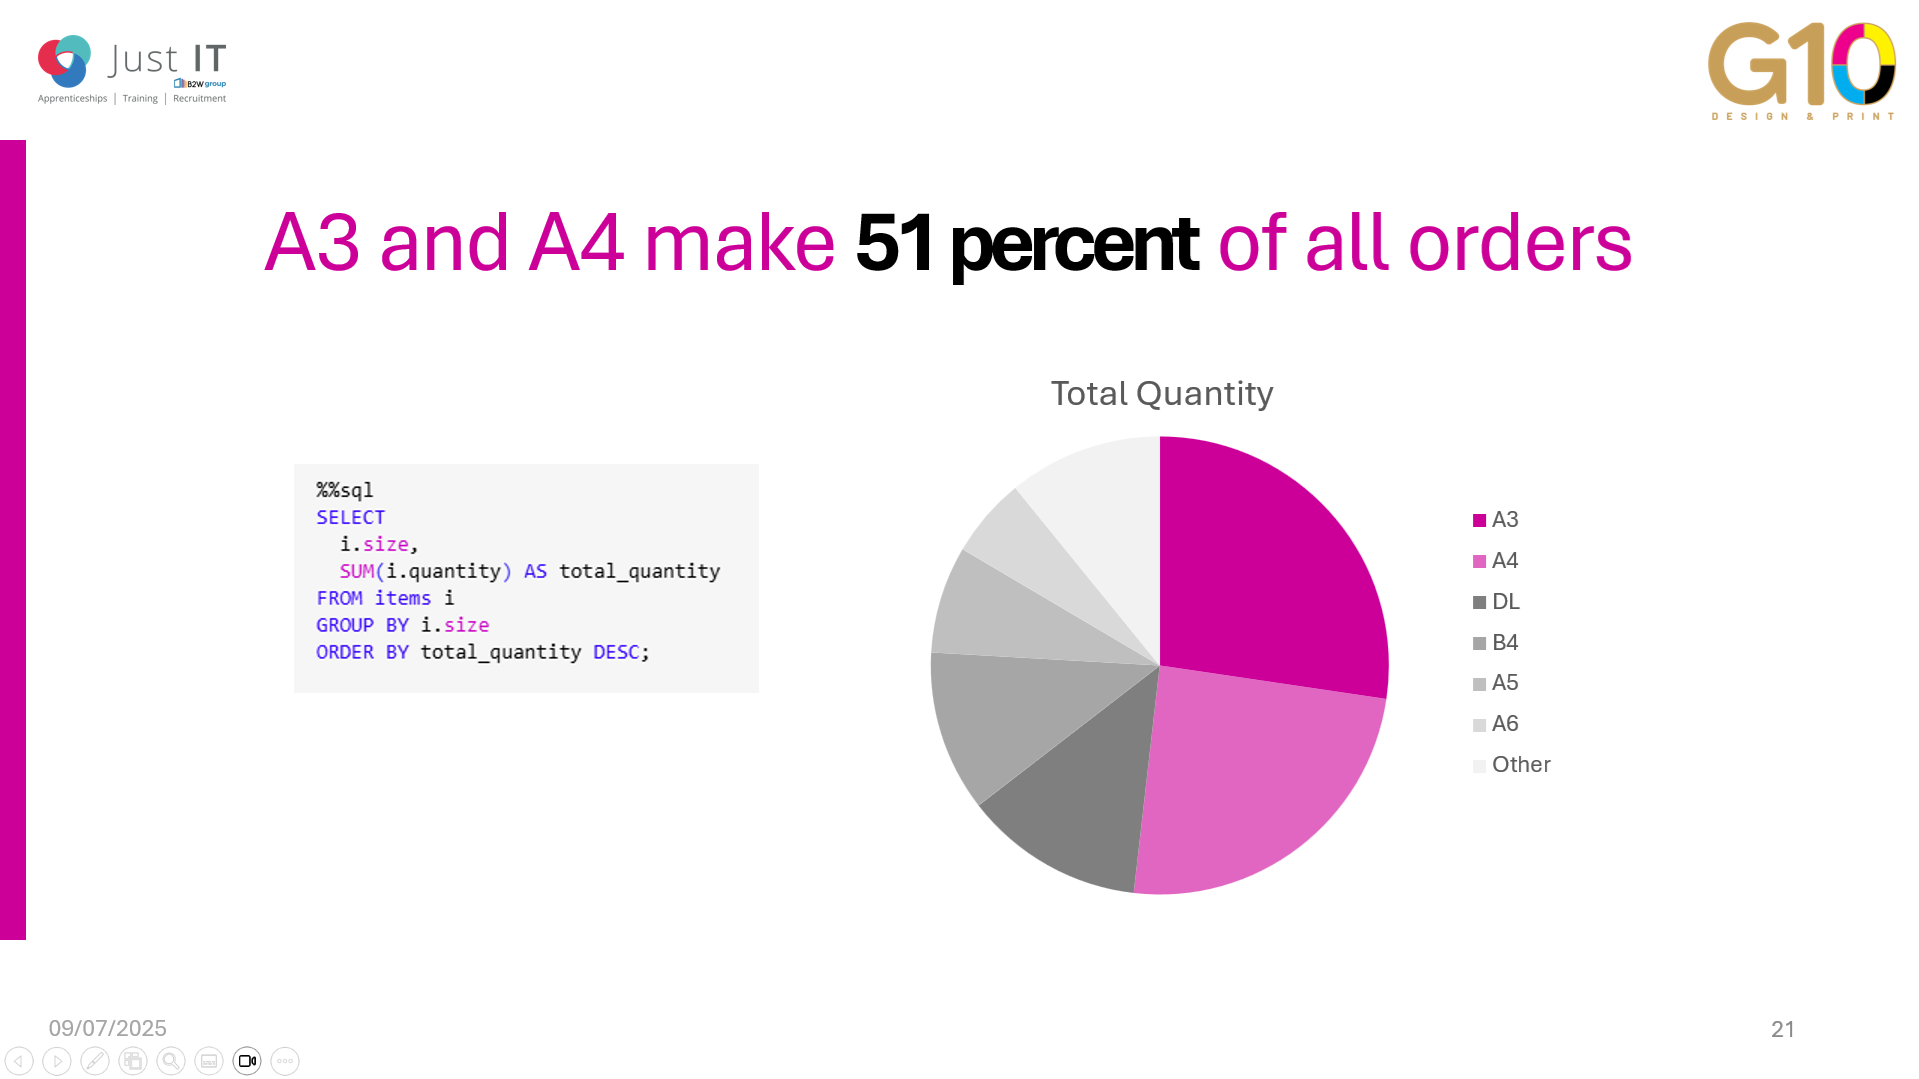 Just IT
B2W group
Apprenticeships | Training | Recruitment
G10
DESIGN & PRINT
A3 and A4 make 51 percent of all orders
%%sql
SELECT
  i.size,
  SUM(i.quantity) AS total_quantity
FROM items i
GROUP BY i.size
ORDER BY total_quantity DESC;
Total Quantity
A3
A4
DL
B4
A5
A6
Other
09/07/2025
21